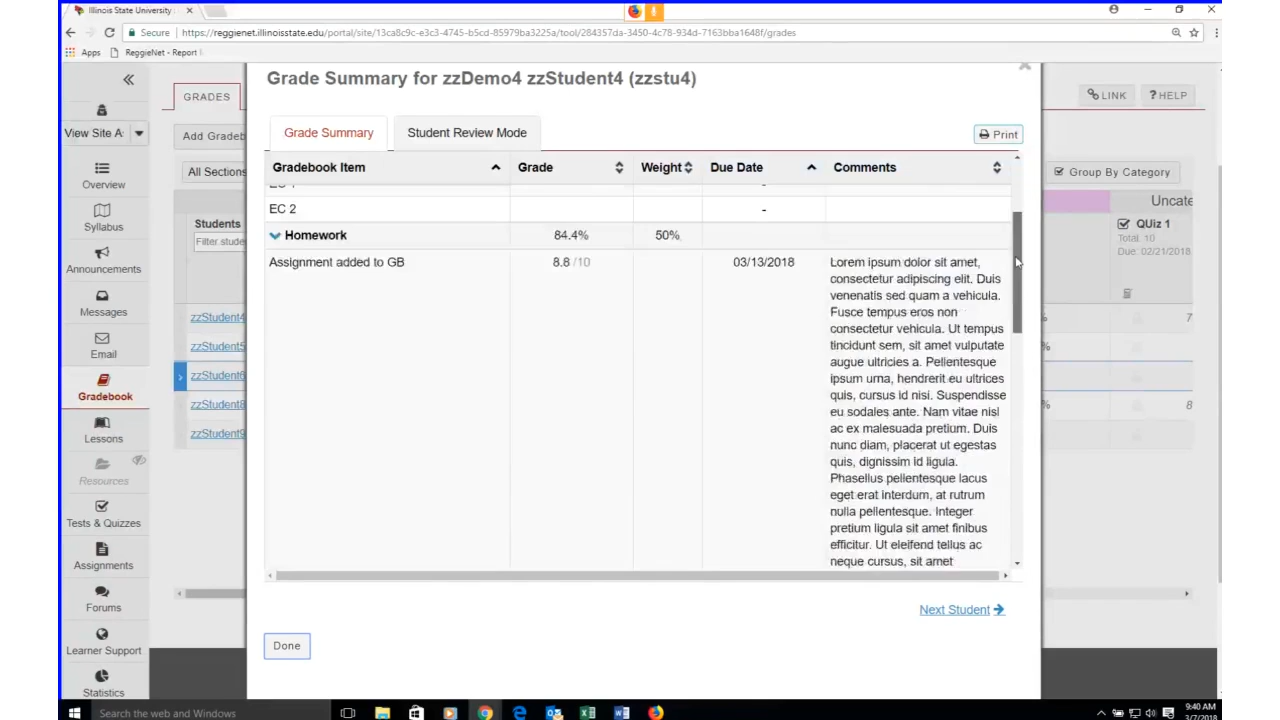 Illinois State University
Secure
https://reggienet.illinoisstate.edu/portal/site/13ca8c9c-e3c3-4745-b5cd-85979ba3225a/tool/284357da-3450-4c78-934d-7163bba1648f/grades
Apps
ReggieNet - Report
Grade Summary for zzDemo4 zzStudent4 (zzstu4)
GRADES
LINK
? HELP
View Site A
Add Gradeb
Grade Summary
Student Review Mode
Print
All Sections
Gradebook Item
Grade
Weight
Due Date
Comments
Group By Category
Overview
Syllabus
Announcements
Messages
Email
Gradebook
Lessons
Resources
Tests & Quizzes
Assignments
Forums
Learner Support
Statistics
Students
Filter stude
zzStudent4
zzStudent5
zzStudent6
zzStudent8
zzStudent9
EC 2
-
Homework
84.4%
50%
Assignment added to GB
8.8 /10
03/13/2018
Lorem ipsum dolor sit amet,
consectetur adipiscing elit. Duis
venenatis sed quam a vehicula.
Fusce tempus eros non
consectetur vehicula. Ut tempus
tincidunt sem, sit amet vulputate
augue ultricies a. Pellentesque
ipsum urna, hendrerit eu ultrices
quis, cursus id nisi. Suspendisse
eu sodales ante. Nam vitae nisl
ac ex malesuada pretium. Duis
nunc diam, placerat ut egestas
quis, dignissim id ligula.
Phasellus pellentesque lacus
eget erat interdum, at rutrum
nulla pellentesque. Integer
pretium ligula sit amet finibus
efficitur. Ut eleifend tellus ac
neque cursus, sit amet
Uncate
QUiz 1
Total: 10
Due: 02/21/2018
%
7
%
%
8
Next Student
Done
Search the web and Windows
9:40 AM
3/7/2018